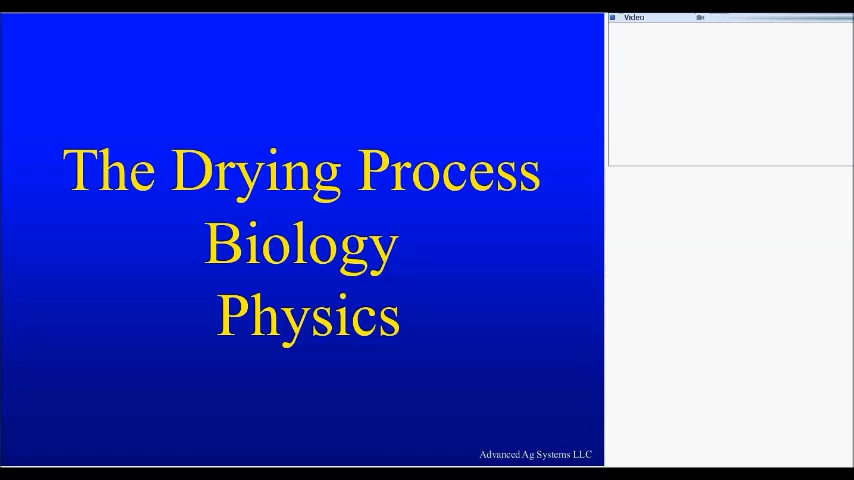 Video
The Drying Process
Biology
Physics
Advanced Ag Systems LLC